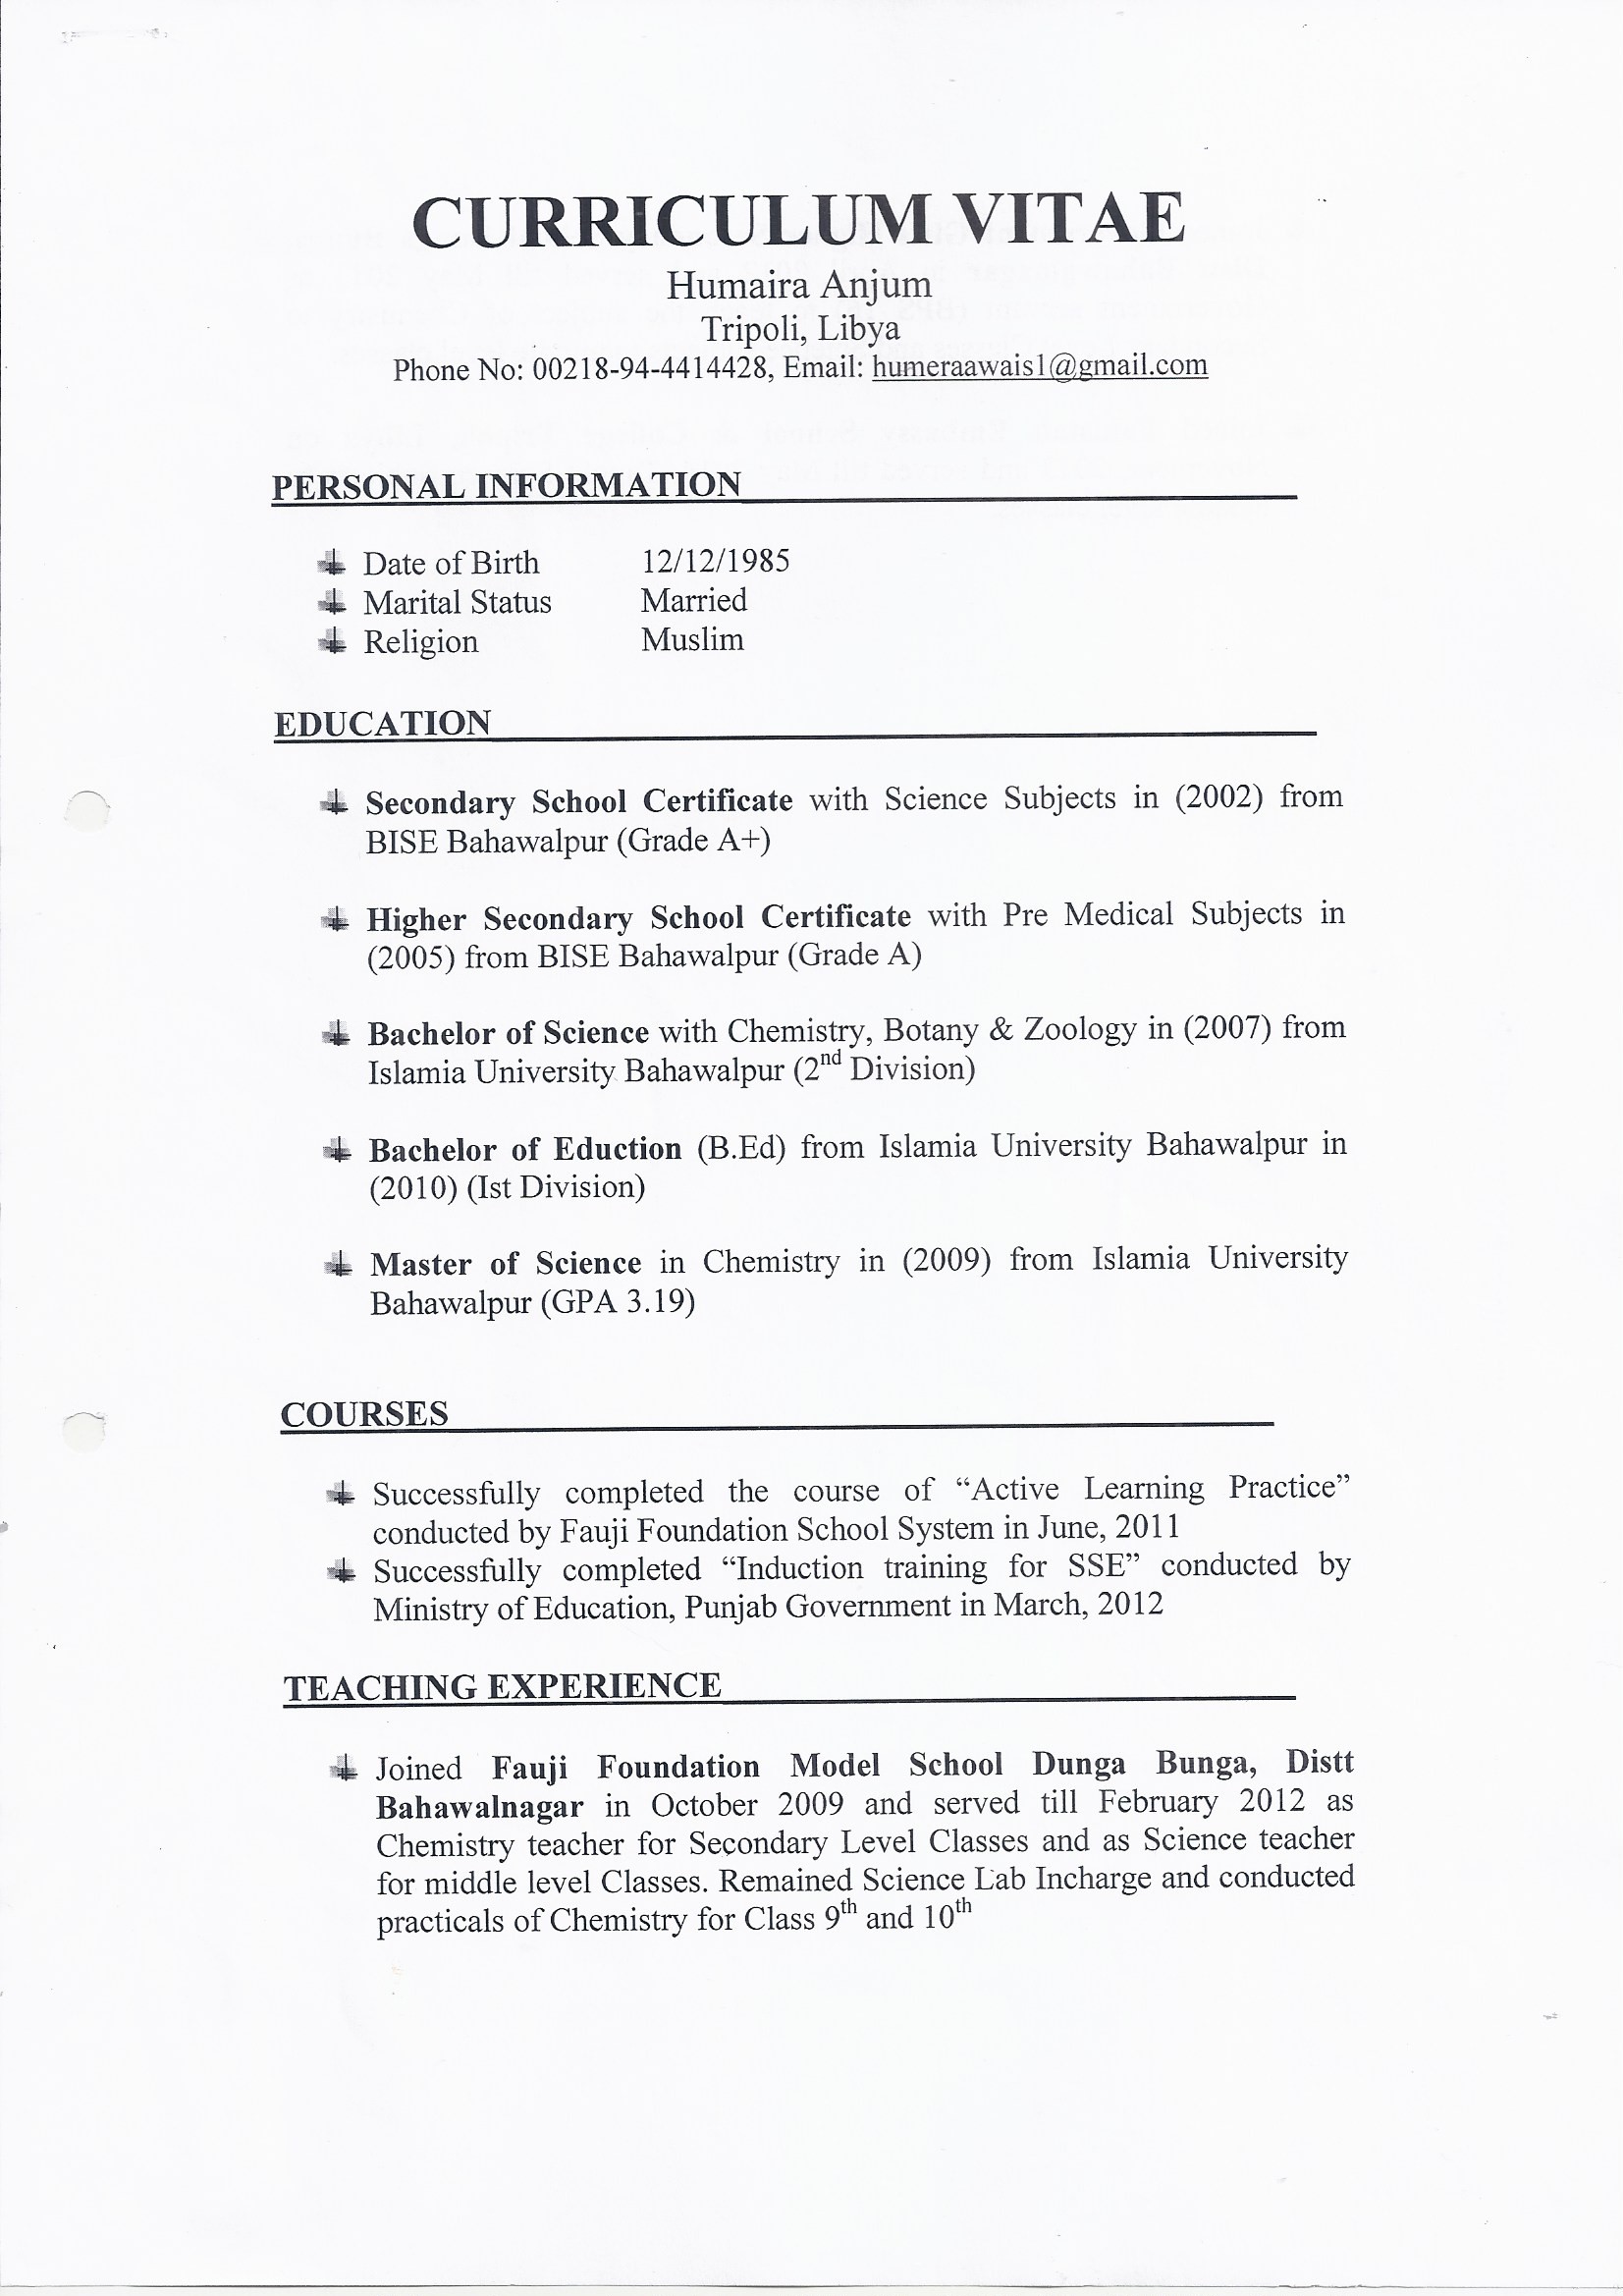 CURRICULUM VITAE
Humaira Anjum
Tripoli, Libya
Phone No: 00218-94-4414428, Email: humeraawais1@gmail.com
PERSONAL INFORMATION
Date of Birth 12/12/1985
Marital Status Married
Religion Muslim
EDUCATION
Secondary School Certificate with Science Subjects in (2002) from
BISE Bahawalpur (Grade A+)
Higher Secondary School Certificate with Pre Medical Subjects in
(2005) from BISE Bahawalpur (Grade A)
Bachelor of Science with Chemistry, Botany & Zoology in (2007) from
Islamia University Bahawalpur (2nd Division)
Bachelor of Eduction (B.Ed) from Islamia University Bahawalpur in
(2010) (Ist Division)
Master of Science in Chemistry in (2009) from Islamia University
Bahawalpur (GPA 3.19)
COURSES
Successfully completed the course of “Active Learning Practice”
conducted by Fauji Foundation School System in June, 2011
Successfully completed “Induction training for SSE” conducted by
Ministry of Education, Punjab Government in March, 2012
TEACHING EXPERIENCE
Joined Fauji Foundation Model School Dunga Bunga, Distt
Bahawalnagar in October 2009 and served till February 2012 as
Chemistry teacher for Secondary Level Classes and as Science teacher
for middle level Classes. Remained Science Lab Incharge and conducted
practicals of Chemistry for Class 9th and 10th